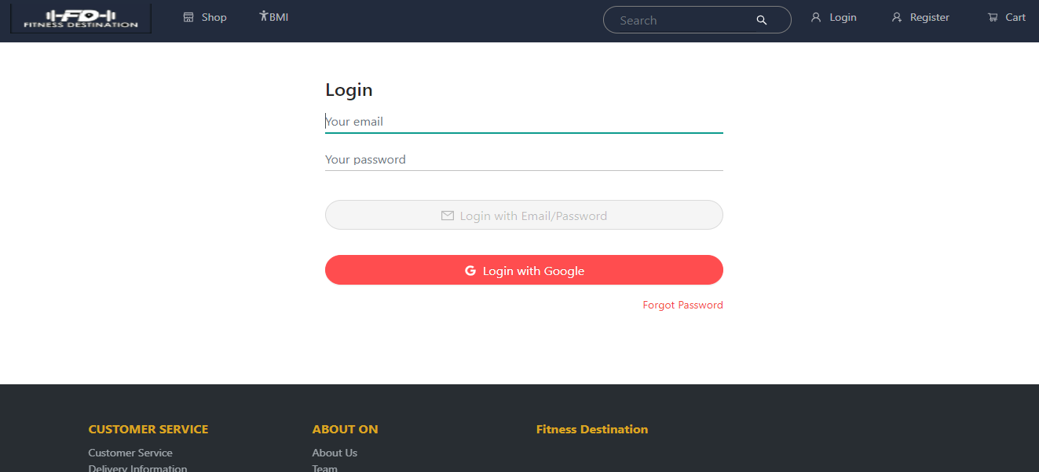 FD
FITNESS DESTINATION
Shop
BMI
Search
Login
Register
Cart
Login
Your email
Your password
Login with Email/Password
G Login with Google
Forgot Password
CUSTOMER SERVICE
ABOUT ON
Fitness Destination
Customer Service
About Us
Delivery Information
Team